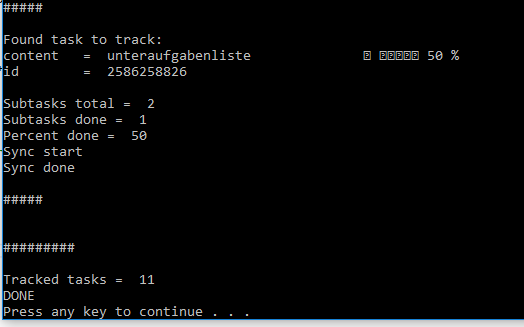 #####
Found task to track:
content = unteraufgabenliste 50 %
id = 2586258826
Subtasks total = 2
Subtasks done = 1
Percent done = 50
Sync start
Sync done
#####
#########
Tracked tasks = 11
DONE
Press any key to continue . . .